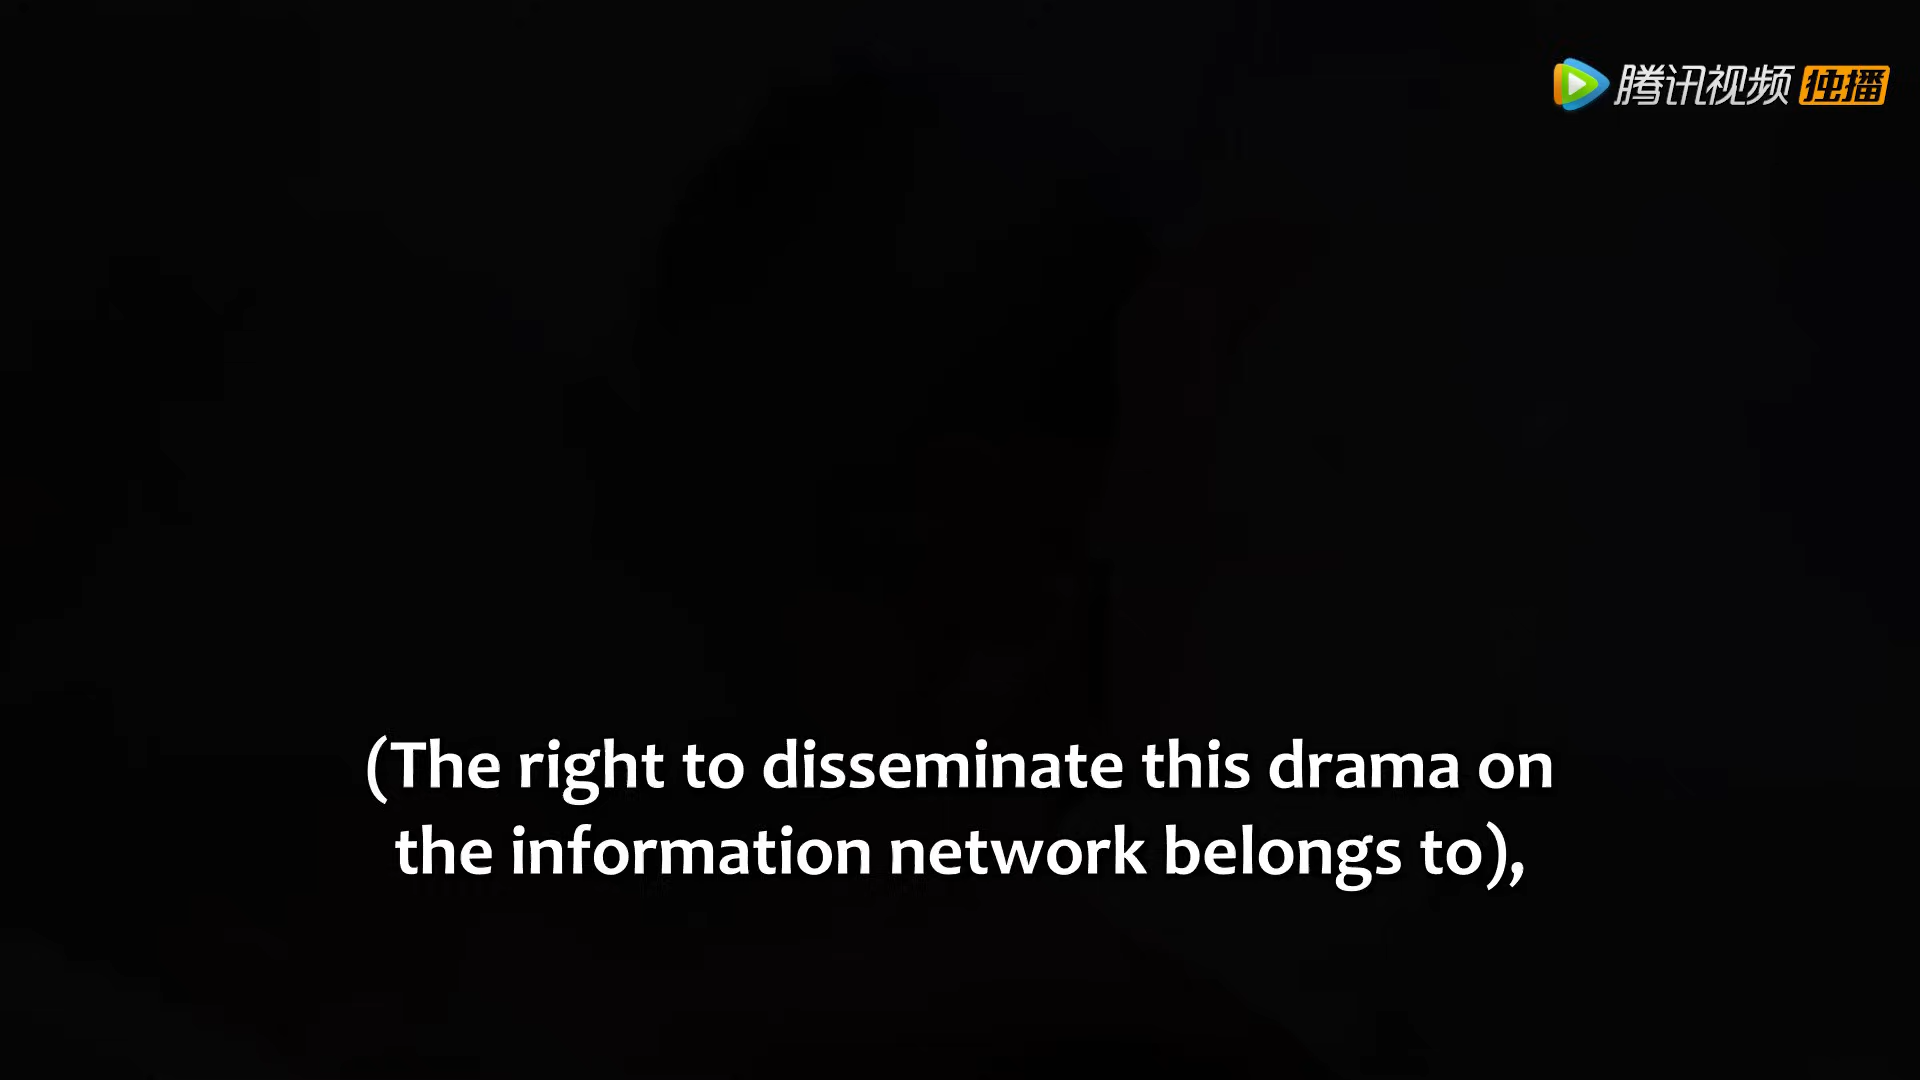 腾讯视频 独播
(The right to disseminate this drama on
the information network belongs to),